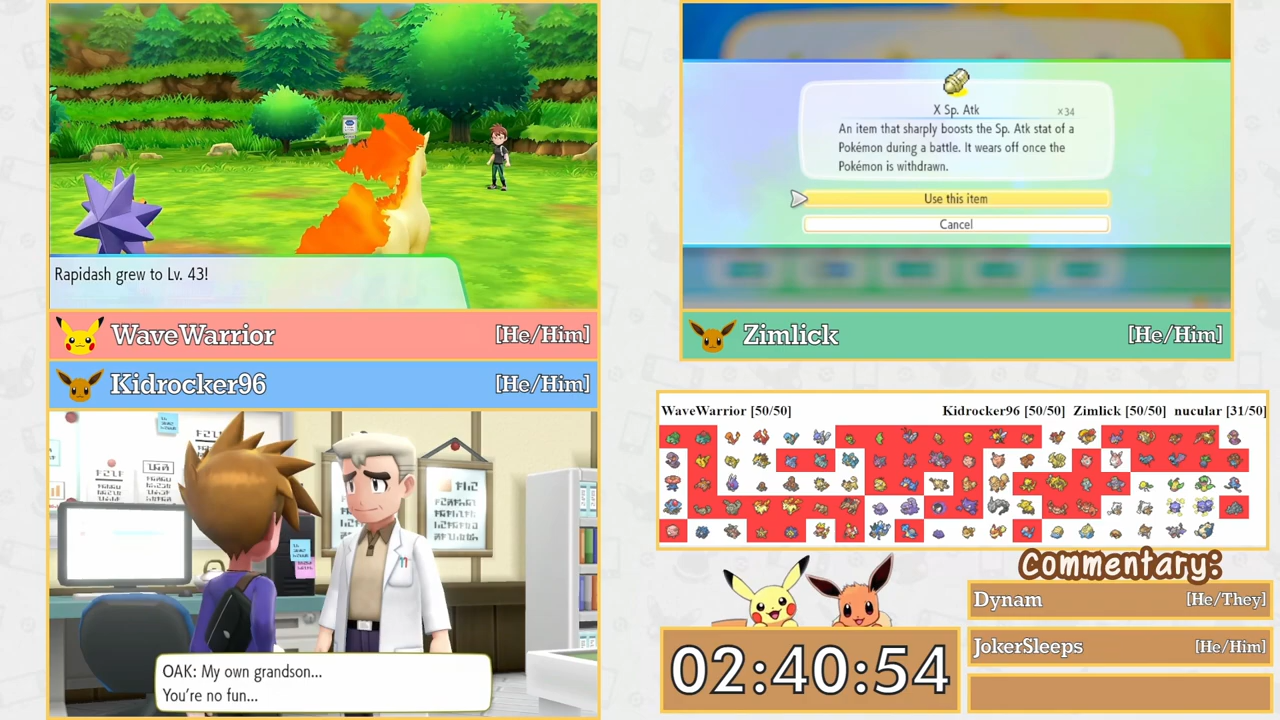 Rapidash grew to Lv. 43!
WaveWarrior [He/Him]
Kidrocker96 [He/Him]
OAK: My own grandson...
You're no fun...
X Sp. Atk x34
An item that sharply boosts the Sp. Atk stat of a
Pokémon during a battle. It wears off once the
Pokémon is withdrawn.
Use this item
Cancel
Zimlick [He/Him]
WaveWarrior [50/50] Kidrocker96 [50/50] Zimlick [50/50] nucular [31/50]
Commentary:
Dynam [He/They]
JokerSleeps [He/Him]
02:40:54